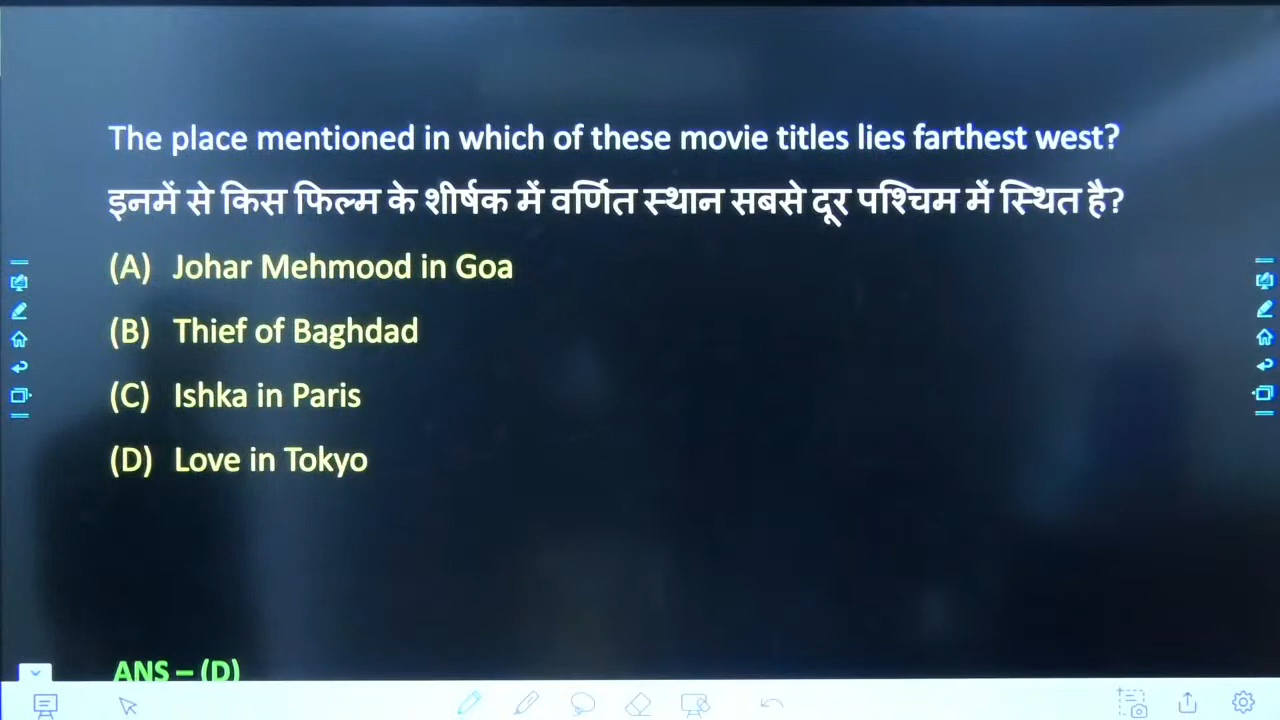 The place mentioned in which of these movie titles lies farthest west?
इनमें से किस फिल्म के शीर्षक में वर्णित स्थान सबसे दूर पश्चिम में स्थित है?
(A) Johar Mehmood in Goa
(B) Thief of Baghdad
(C) Ishka in Paris
(D) Love in Tokyo
ANS – (D)